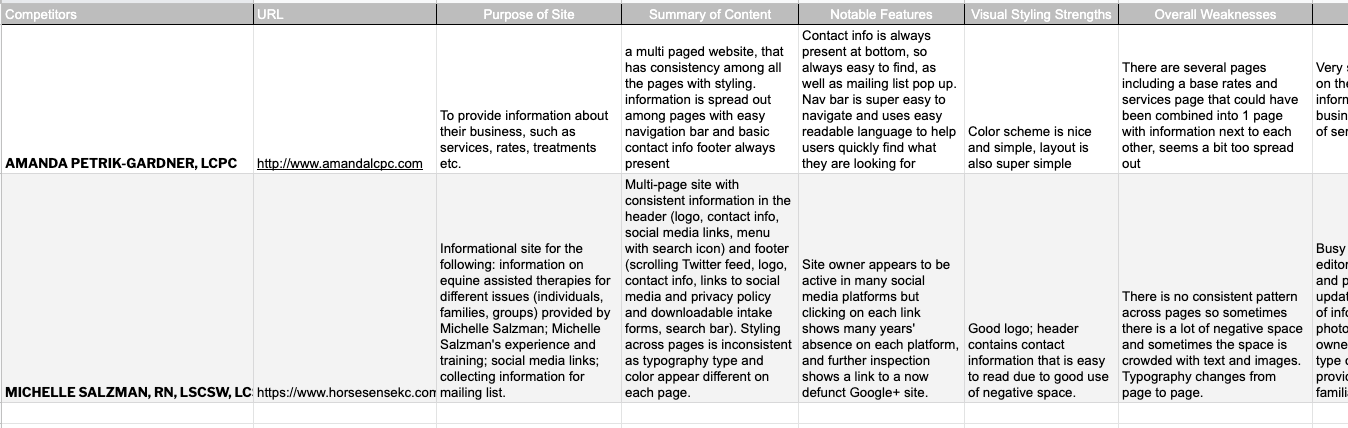 Competitors
URL
Purpose of Site
Summary of Content
Notable Features
Visual Styling Strengths
Overall Weaknesses
AMANDA PETRIK-GARDNER, LCPC
http://www.amandalcpc.com
To provide information about
their business, such as
services, rates, treatments
etc.
a multi paged website, that
has consistency among all
the pages with styling.
information is spread out
among pages with easy
navigation bar and basic
contact info footer always
present
Contact info is always
present at bottom, so
always easy to find, as
well as mailing list pop up.
Nav bar is super easy to
navigate and uses easy
readable language to help
users quickly find what
they are looking for
Color scheme is nice
and simple, layout is
also super simple
There are several pages
including a base rates and
services page that could have
been combined into 1 page
with information next to each
other, seems a bit too spread
out
Very
on the
inform
busin
of ser
MICHELLE SALZMAN, RN, LSCSW, LC
https://www.horsesensekc.com
Informational site for the
following: information on
equine assisted therapies for
different issues (individuals,
families, groups) provided by
Michelle Salzman; Michelle
Salzman's experience and
training; social media links;
collecting information for
mailing list.
Multi-page site with
consistent information in the
header (logo, contact info,
social media links, menu
with search icon) and footer
(scrolling Twitter feed, logo,
contact info, links to social
media and privacy policy
and downloadable intake
forms, search bar). Styling
across pages is inconsistent
as typography type and
color appear different on
each page.
Site owner appears to be
active in many social
media platforms but
clicking on each link
shows many years'
absence on each platform,
and further inspection
shows a link to a now
defunct Google+ site.
Good logo; header
contains contact
information that is easy
to read due to good use
of negative space.
There is no consistent pattern
across pages so sometimes
there is a lot of negative space
and sometimes the space is
crowded with text and images.
Typography changes from
page to page.
Busy
editor
and p
updat
of info
photo
owne
type o
provid
famili